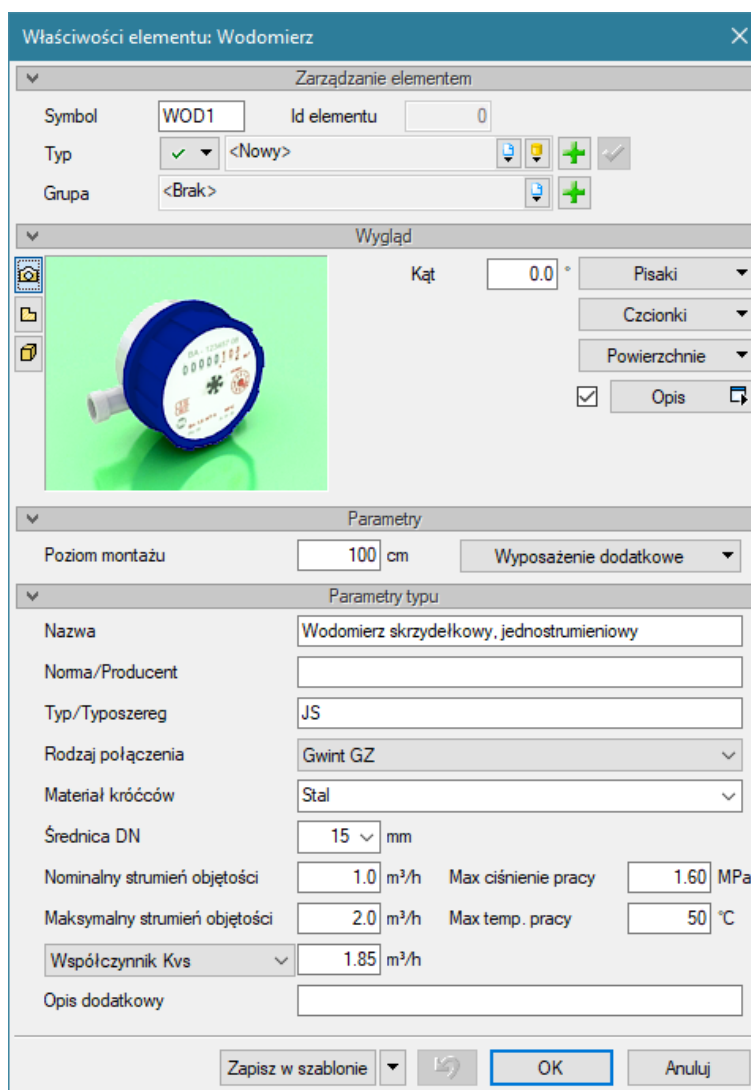 Właściwości elementu: Wodomierz
Zarządzanie elementem
Symbol WOD1 Id elementu 0
Typ <Nowy>
Grupa <Brak>
Wygląd
Kąt 0.0 ° Pisaki
Czcionki
Powierzchnie
Opis
00000
Parametry
Poziom montażu 100 cm Wyposażenie dodatkowe
Parametry typu
Nazwa Wodomierz skrzydełkowy, jednostrumieniowy
Norma/Producent
Typ/Typoszereg JS
Rodzaj połączenia Gwint GZ
Materiał króćców Stal
Średnica DN 15 mm
Nominalny strumień objętości 1.0 m³/h Max ciśnienie pracy 1.60 MPa
Maksymalny strumień objętości 2.0 m³/h Max temp. pracy 50 °C
Współczynnik Kvs 1.85 m³/h
Opis dodatkowy
Zapisz w szablonie OK Anuluj